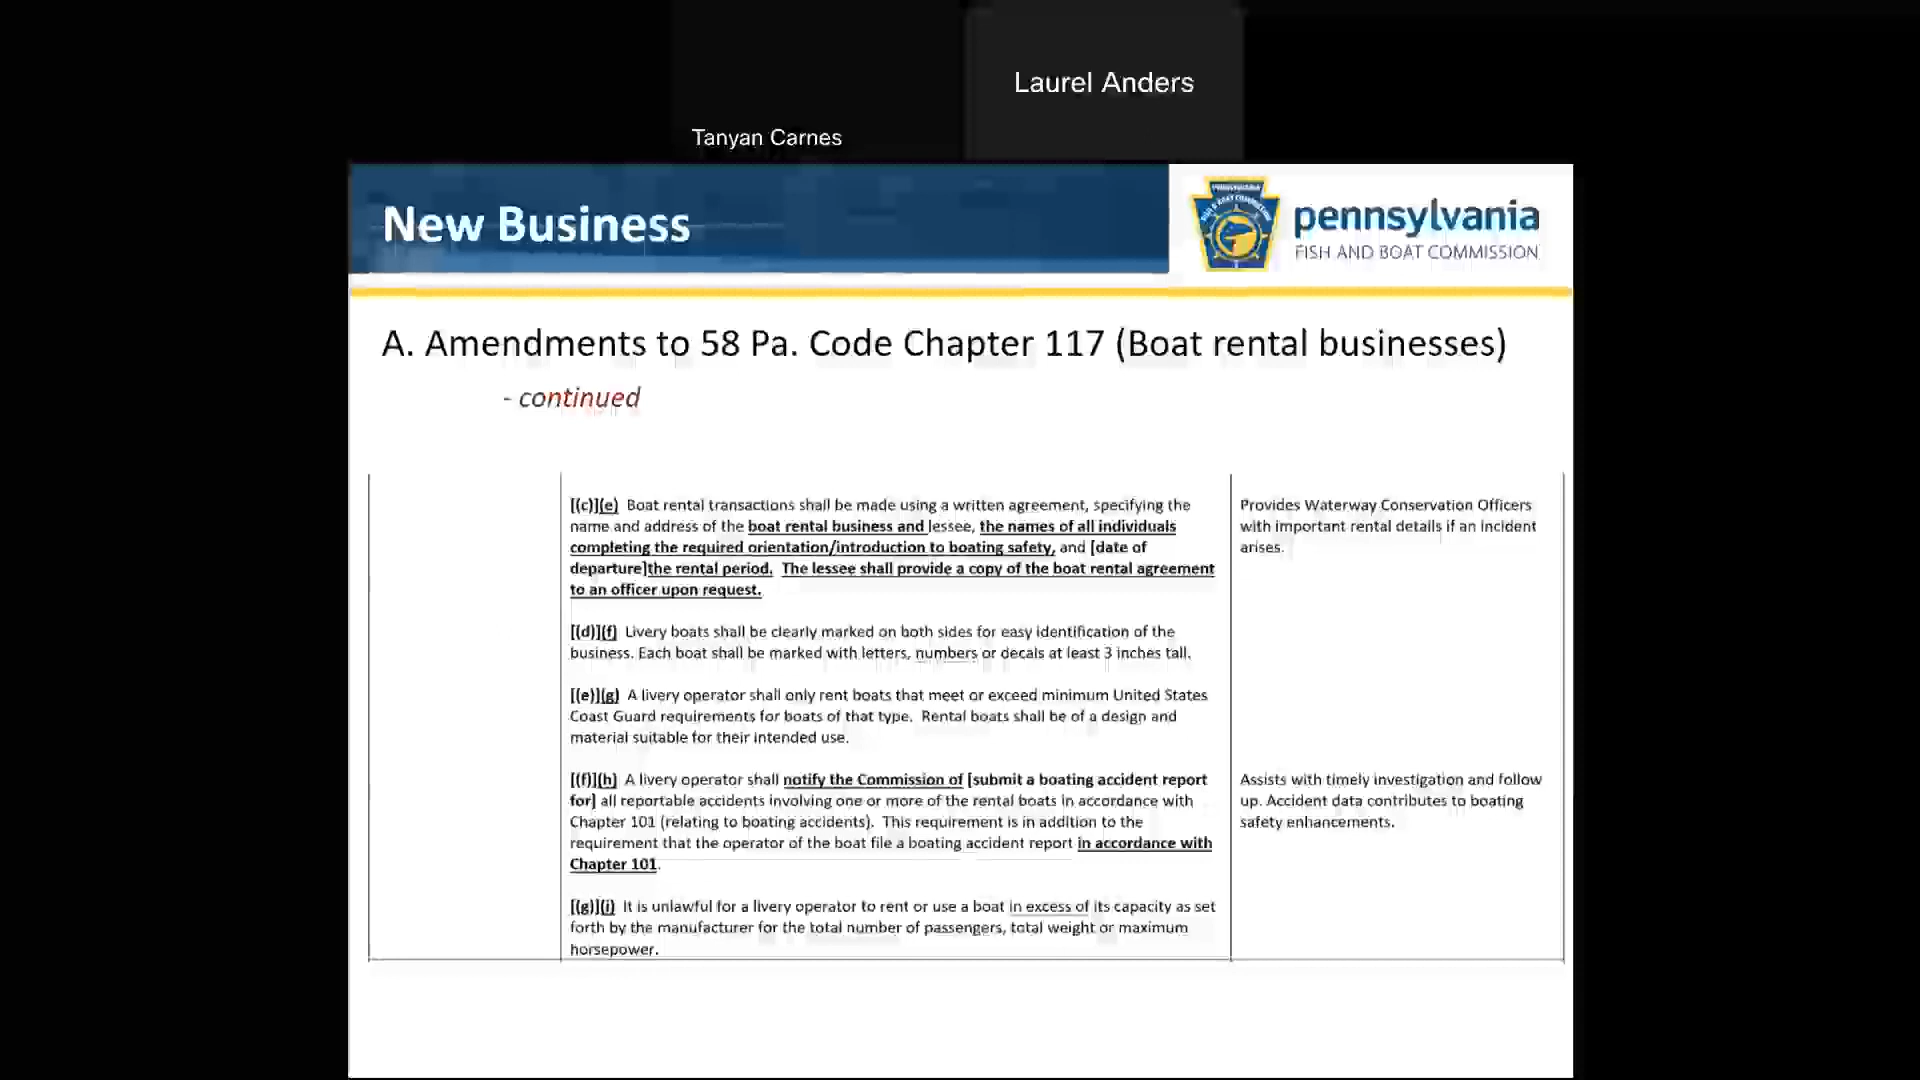 Laurel Anders
Tanyan Carnes
New Business
pennsylvania
FISH AND BOAT COMMISSION
A. Amendments to 58 Pa. Code Chapter 117 (Boat rental businesses)
- continued
[(c)](e) Boat rental transactions shall be made using a written agreement, specifying the
name and address of the boat rental business and lessee, the names of all individuals
completing the required orientation/introduction to boating safety, and [date of
departure]the rental period. The lessee shall provide a copy of the boat rental agreement
to an officer upon request.
[(d)](f) Livery boats shall be clearly marked on both sides for easy identification of the
business. Each boat shall be marked with letters, numbers or decals at least 3 inches tall.
[(e)](g) A livery operator shall only rent boats that meet or exceed minimum United States
Coast Guard requirements for boats of that type. Rental boats shall be of a design and
material suitable for their intended use.
[(f)](h) A livery operator shall notify the Commission of [submit a boating accident report
for] all reportable accidents involving one or more of the rental boats in accordance with
Chapter 101 (relating to boating accidents). This requirement is in addition to the
requirement that the operator of the boat file a boating accident report in accordance with
Chapter 101.
[(g)](i) It is unlawful for a livery operator to rent or use a boat in excess of its capacity as set
forth by the manufacturer for the total number of passengers, total weight or maximum
horsepower.
Provides Waterway Conservation Officers
with important rental details if an incident
arises.
Assists with timely investigation and follow
up. Accident data contributes to boating
safety enhancements.